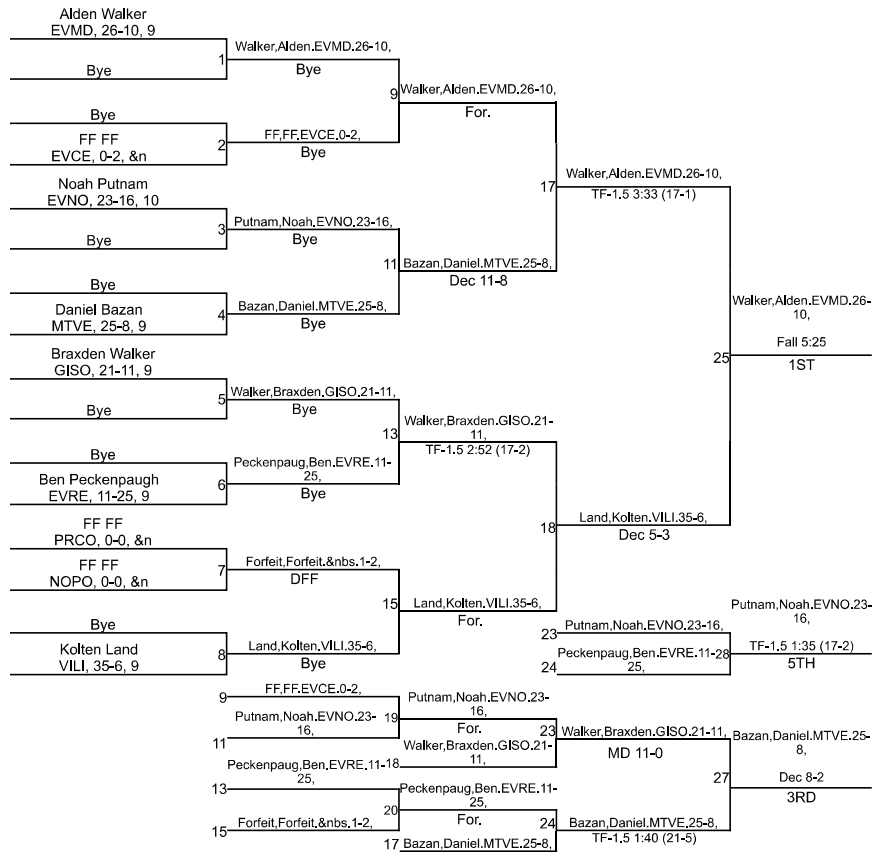 Alden Walker
EVMD, 26-10, 9
Walker,Alden.EVMD.26-10,
1
Bye
Bye
9
Walker,Alden.EVMD.26-10,
For.
Bye
FF FF
2
FF,FF.EVCE.0-2,
EVCE, 0-2, &n
Bye
17
Walker,Alden.EVMD.26-10,
TF-1.5 3:33 (17-1)
Noah Putnam
EVNO, 23-16, 10
3
Putnam,Noah.EVNO.23-16,
Bye
Bye
11
Bazan,Daniel.MTVE.25-8,
Dec 11-8
Bye
Daniel Bazan
4
Bazan,Daniel.MTVE.25-8,
MTVE, 25-8, 9
Bye
Walker,Alden.EVMD.26-
10,
25
Fall 5:25
1ST
Braxden Walker
GISO, 21-11, 9
5
Walker,Braxden.GISO.21-11,
Bye
Bye
13
Walker,Braxden.GISO.21-
11,
TF-1.5 2:52 (17-2)
Bye
Ben Peckenpaugh
6
Peckenpaug,Ben.EVRE.11-
25,
EVRE, 11-25, 9
Bye
18
Land,Kolten.VILI.35-6,
Dec 5-3
FF FF
PRCO, 0-0, &n
7
Forfeit,Forfeit.&nbs.1-2,
FF FF
DFF
NOPO, 0-0, &n
15
Land,Kolten.VILI.35-6,
For.
Bye
Kolten Land
8
Land,Kolten.VILI.35-6,
VILI, 35-6, 9
Bye
23
Putnam,Noah.EVNO.23-16,
24
Peckenpaug,Ben.EVRE.11-
25,
28
Putnam,Noah.EVNO.23-
16,
TF-1.5 1:35 (17-2)
5TH
9
FF,FF.EVCE.0-2,
11
Putnam,Noah.EVNO.23-
16,
19
Putnam,Noah.EVNO.23-
16,
For.
18
Walker,Braxden.GISO.21-
11,
23
Walker,Braxden.GISO.21-11,
MD 11-0
13
Peckenpaug,Ben.EVRE.11-
25,
15
Forfeit,Forfeit.&nbs.1-2,
20
Peckenpaug,Ben.EVRE.11-
25,
For.
17
Bazan,Daniel.MTVE.25-8,
24
Bazan,Daniel.MTVE.25-8,
TF-1.5 1:40 (21-5)
27
Bazan,Daniel.MTVE.25-
8,
Dec 8-2
3RD